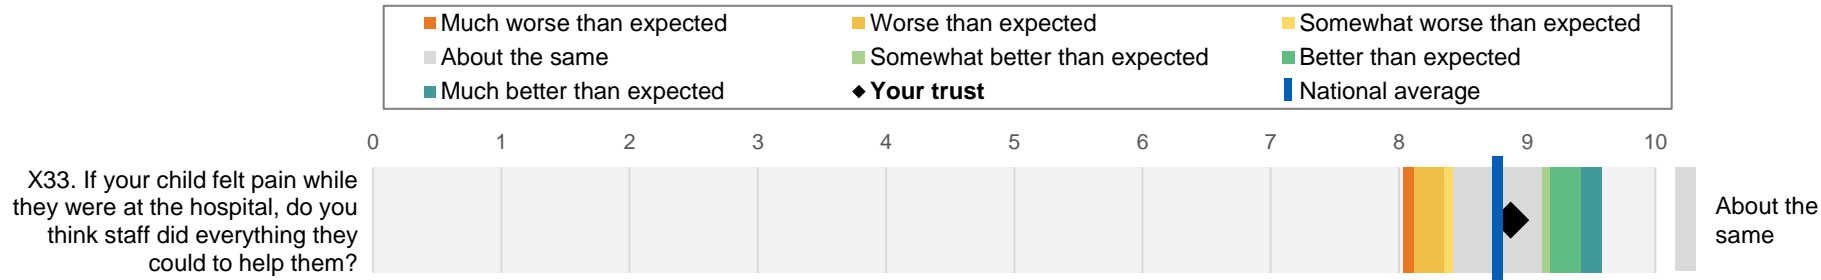 Much worse than expected
Worse than expected
Somewhat worse than expected
About the same
Somewhat better than expected
Better than expected
Much better than expected
Your trust
National average
0 1 2 3 4 5 6 7 8 9 10
X33. If your child felt pain while
they were at the hospital, do you
think staff did everything they
could to help them?
About the
same